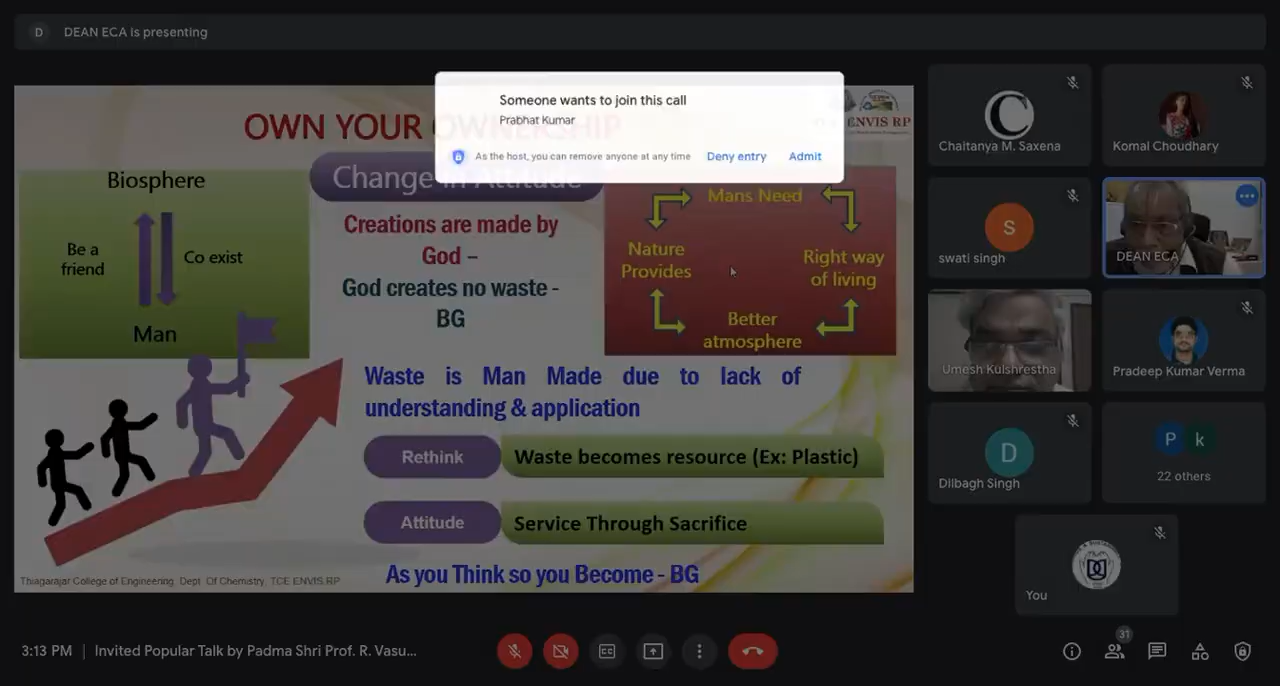 D DEAN ECA is presenting
Someone wants to join this call
Prabhat Kumar
As the host, you can remove anyone at any time Deny entry Admit
OWN YOUR OWNERSHIP
ENVIS RP
Change in Attitude
Biosphere
Be a
friend
Co exist
Man
Creations are made by
God –
God creates no waste -
BG
Mans Need
Nature
Provides
Right way
of living
Better
atmosphere
Waste is Man Made due to lack of
understanding & application
Rethink Waste becomes resource (Ex: Plastic)
Attitude Service Through Sacrifice
As you Think so you Become - BG
Thiagarajar College of Engineering, Dept. Of Chemistry, TCE ENVIS RP
Chaitanya M. Saxena
Komal Choudhary
S
swati singh
DEAN ECA
Umesh Kulshrestha
Pradeep Kumar Verma
D
Dilbagh Singh
P k
22 others
You
3:13 PM | Invited Popular Talk by Padma Shri Prof. R. Vasu...
31